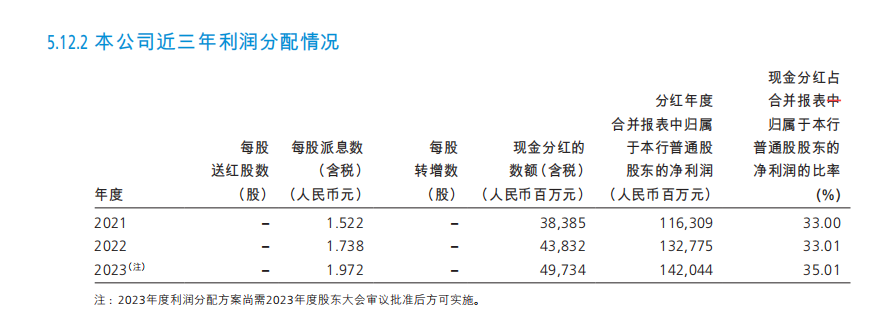 5.12.2 本公司近三年利润分配情况
现金分红占
分红年度 合并报表中
合并报表中归属 归属于本行
每股 每股派息数 每股 现金分红的 于本行普通股 普通股股东的
送红股数 （含税） 转增数 数额（含税） 股东的净利润 净利润的比率
年度 （股） （人民币元） （股） （人民币百万元） （人民币百万元） (%)
2021 – 1.522 – 38,385 116,309 33.00
2022 – 1.738 – 43,832 132,775 33.01
2023（注） – 1.972 – 49,734 142,044 35.01
注：2023年度利润分配方案尚需2023年度股东大会审议批准后方可实施。